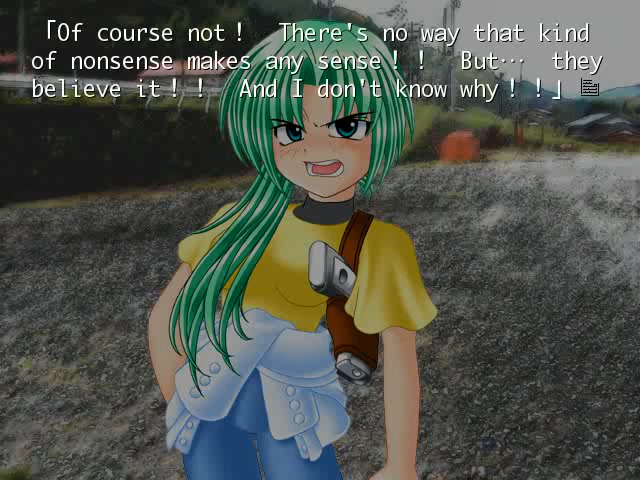 「Of course not！ There's no way that kind
of nonsense makes any sense！！ But… they
believe it！！ And I don't know why！！」